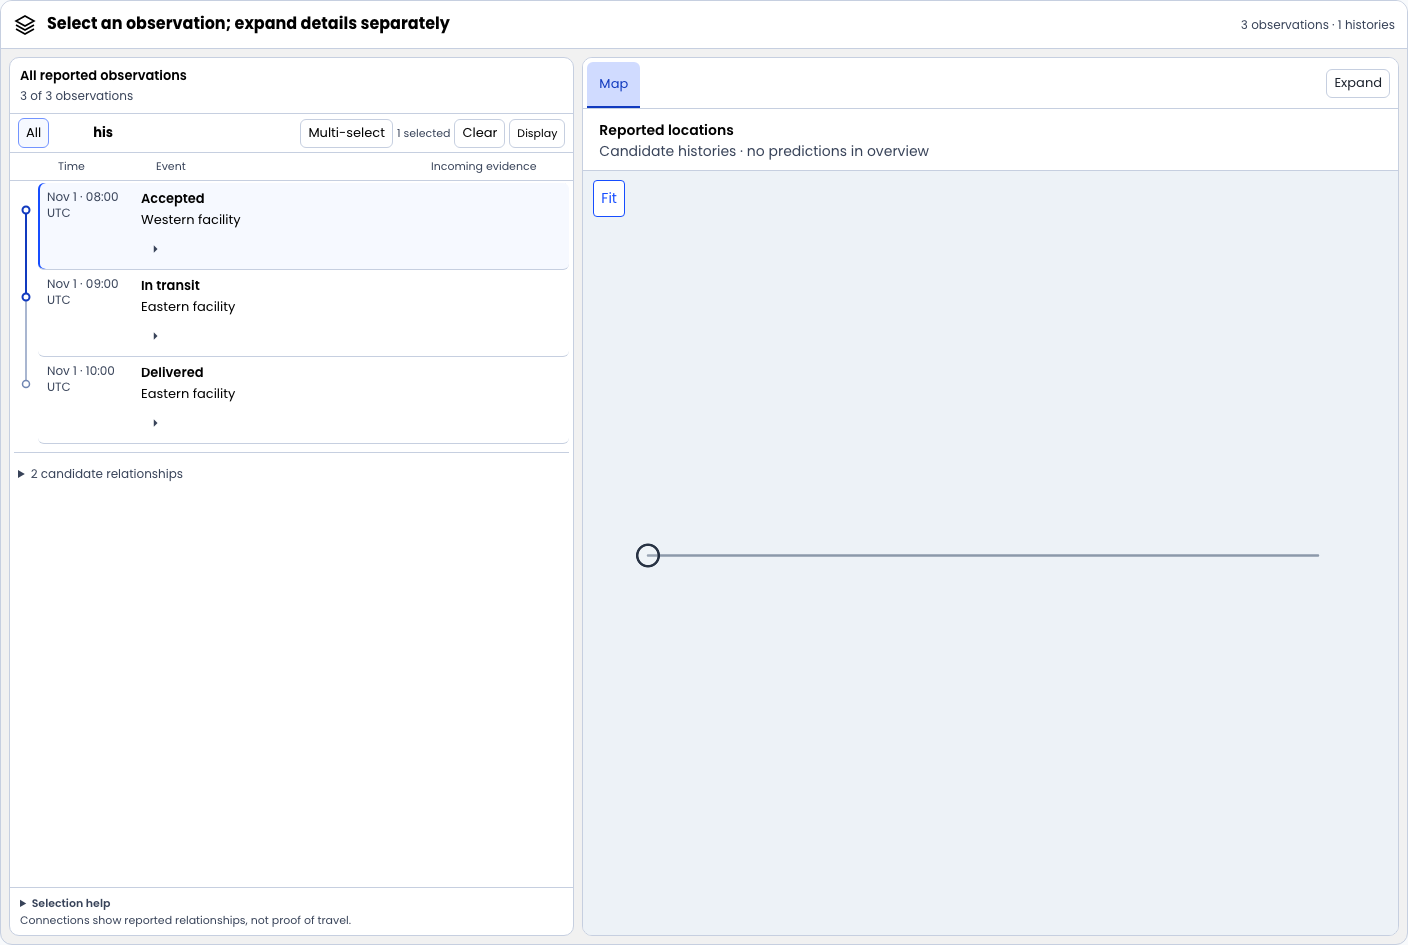 Select an observation; expand details separately
3 observations · 1 histories
All reported observations
3 of 3 observations
All
his
Multi-select
1 selected
Clear
Display
Time
Event
Incoming evidence
Nov 1 · 08:00
UTC
Accepted
Western facility
Nov 1 · 09:00
UTC
In transit
Eastern facility
Nov 1 · 10:00
UTC
Delivered
Eastern facility
2 candidate relationships
Selection help
Connections show reported relationships, not proof of travel.
Map
Expand
Reported locations
Candidate histories · no predictions in overview
Fit